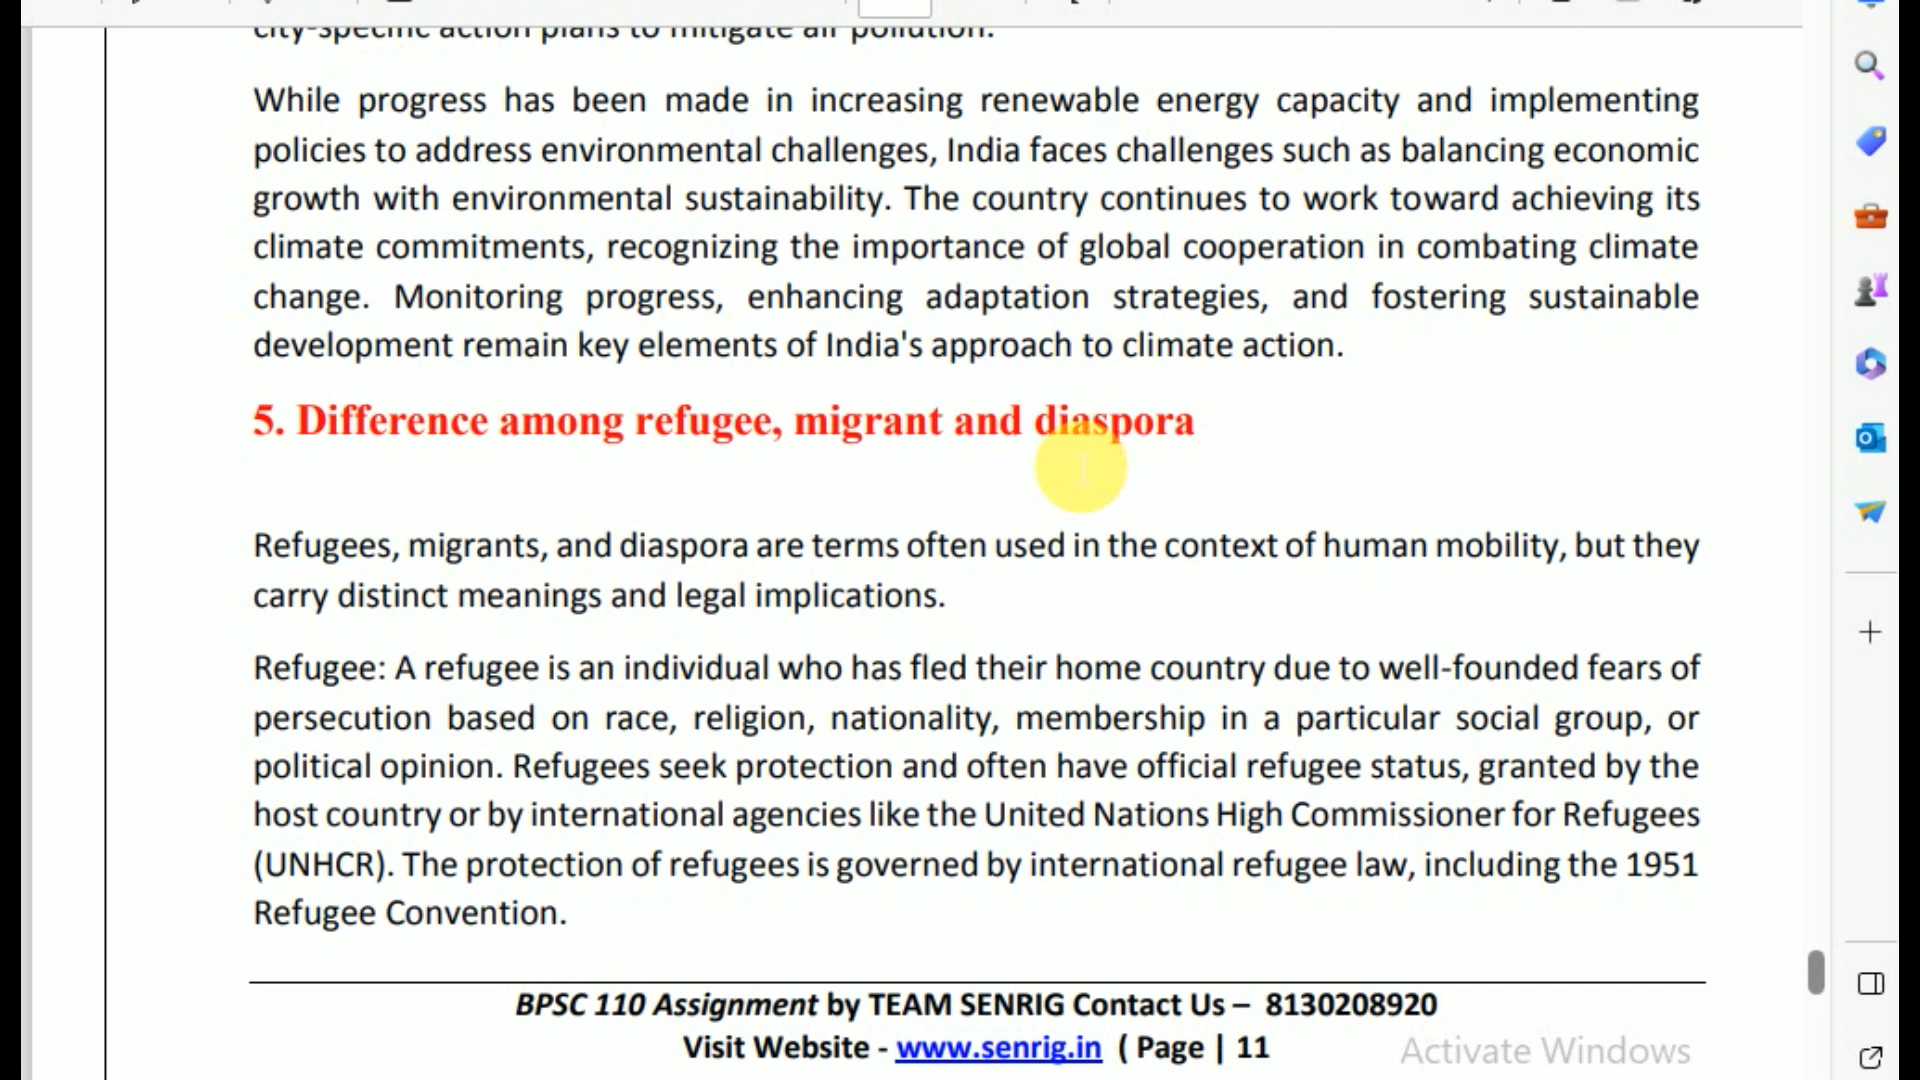 city-specific action plans to mitigate air pollution.
While progress has been made in increasing renewable energy capacity and implementing
policies to address environmental challenges, India faces challenges such as balancing economic
growth with environmental sustainability. The country continues to work toward achieving its
climate commitments, recognizing the importance of global cooperation in combating climate
change. Monitoring progress, enhancing adaptation strategies, and fostering sustainable
development remain key elements of India's approach to climate action.
5. Difference among refugee, migrant and diaspora
Refugees, migrants, and diaspora are terms often used in the context of human mobility, but they
carry distinct meanings and legal implications.
Refugee: A refugee is an individual who has fled their home country due to well-founded fears of
persecution based on race, religion, nationality, membership in a particular social group, or
political opinion. Refugees seek protection and often have official refugee status, granted by the
host country or by international agencies like the United Nations High Commissioner for Refugees
(UNHCR). The protection of refugees is governed by international refugee law, including the 1951
Refugee Convention.
BPSC 110 Assignment by TEAM SENRIG Contact Us – 8130208920
Visit Website - www.senrig.in ( Page | 11
Activate Windows